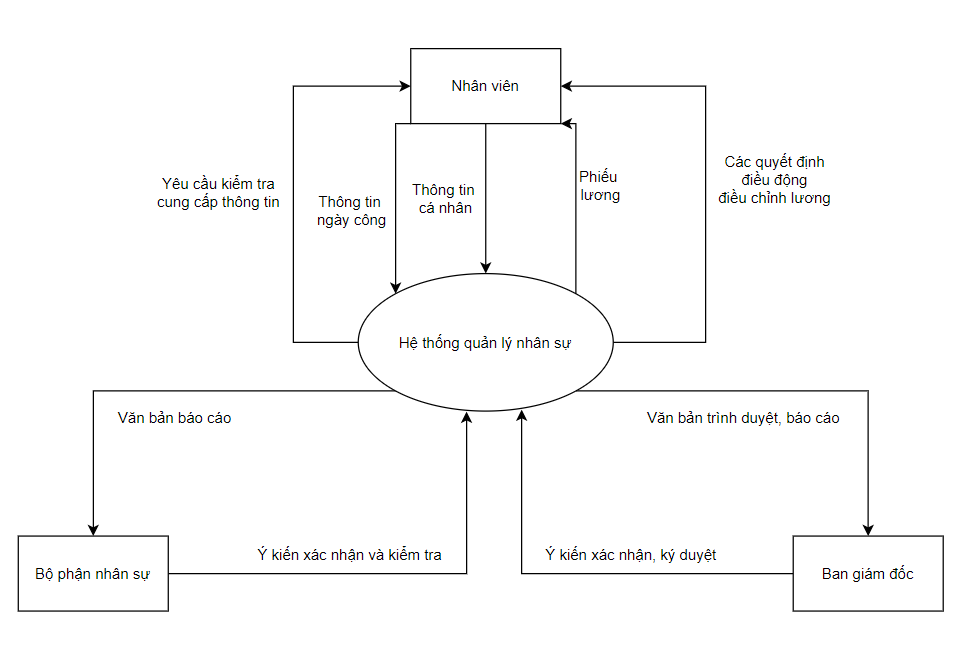 Nhân viên
Yêu cầu kiểm tra
cung cấp thông tin
Thông tin
ngày công
Thông tin
cá nhân
Phiếu
lương
Các quyết định
điều động
điều chỉnh lương
Hệ thống quản lý nhân sự
Văn bản báo cáo
Văn bản trình duyệt, báo cáo
Ý kiến xác nhận và kiểm tra
Ý kiến xác nhận, ký duyệt
Bộ phận nhân sự
Ban giám đốc